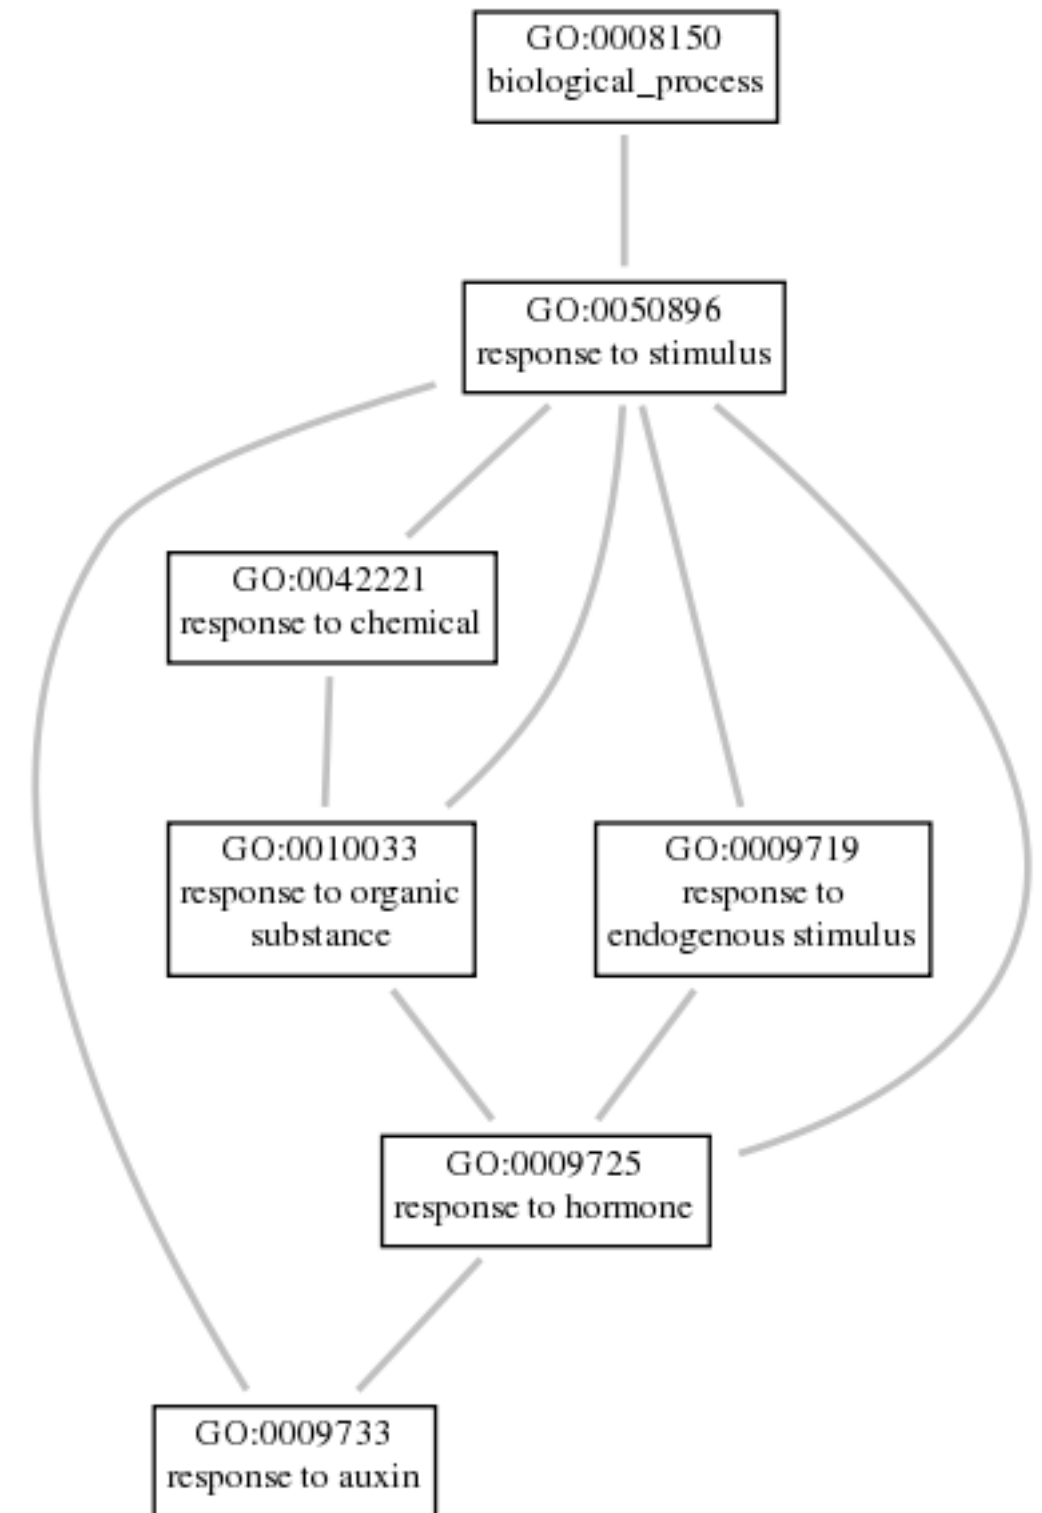 GO:0008150
biological_process
GO:0050896
response to stimulus
GO:0042221
response to chemical
GO:0010033
response to organic
substance
GO:0009719
response to
endogenous stimulus
GO:0009725
response to hormone
GO:0009733
response to auxin